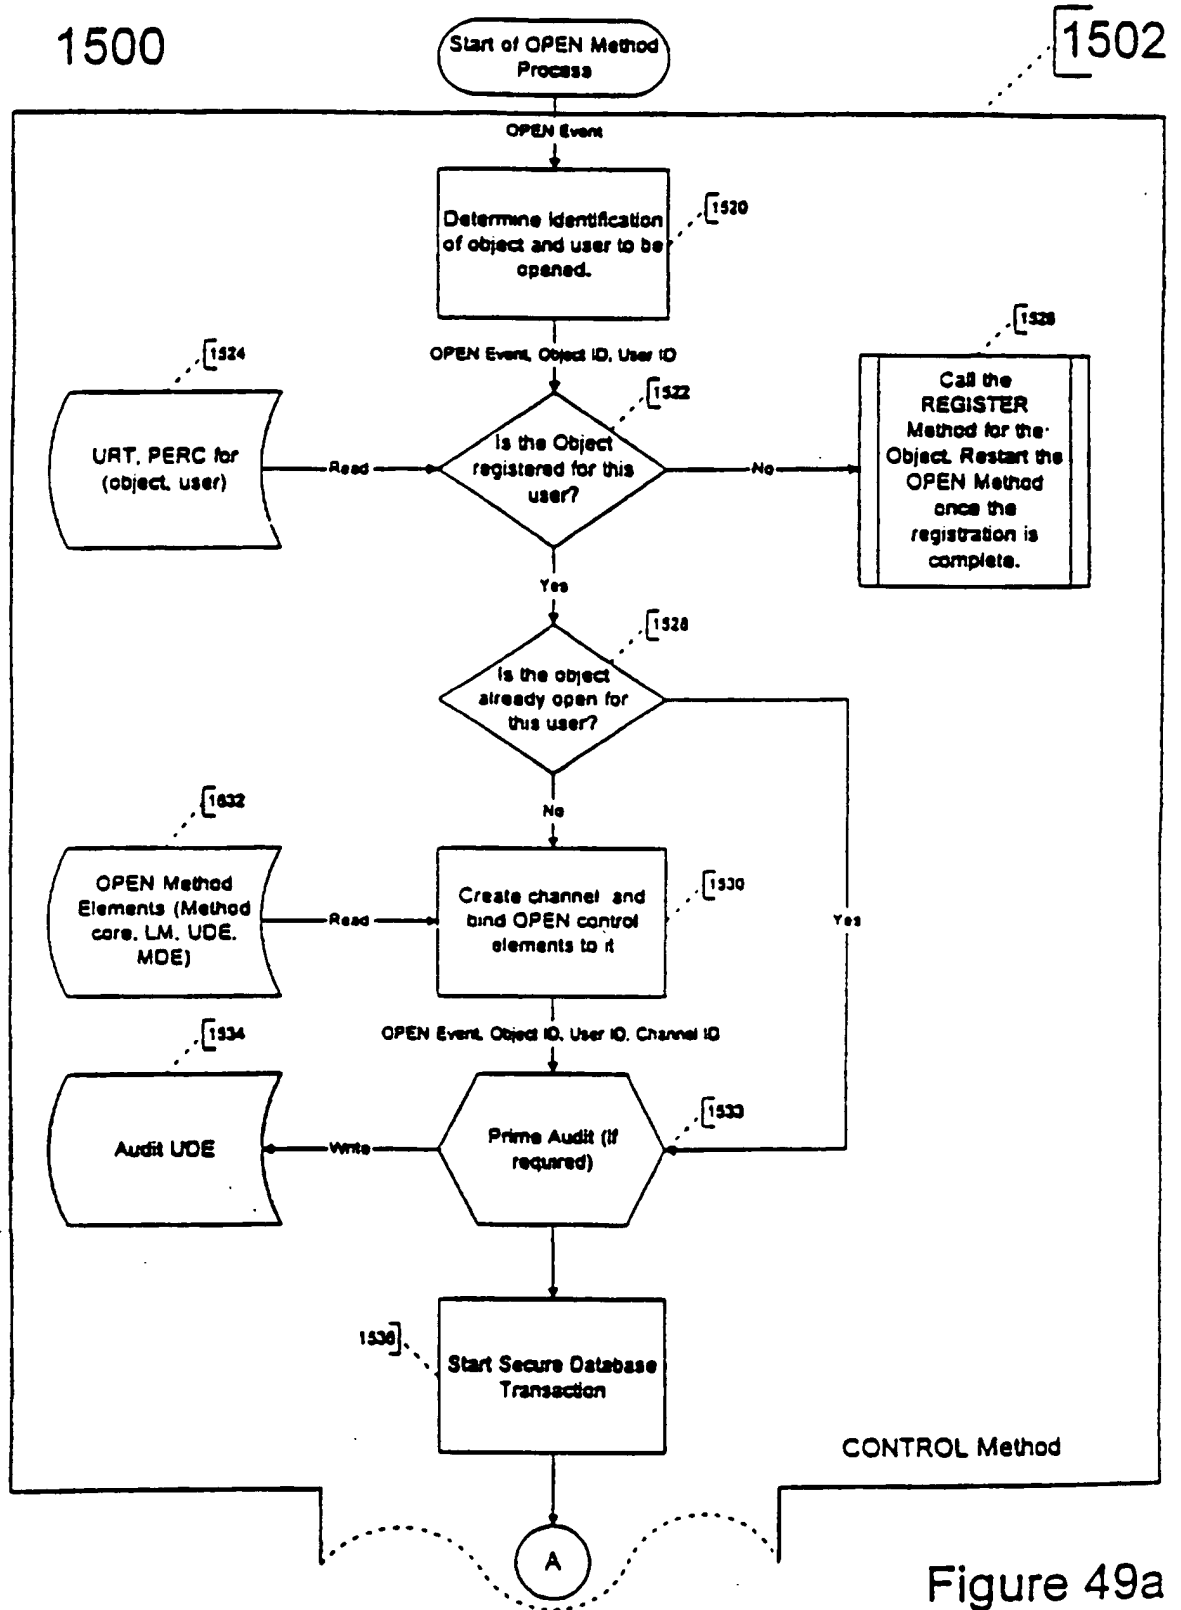 1500
Start of OPEN Method
Process
1502
OPEN Event
Determine Identification
of object and user to be
opened.
1520
OPEN Event, Object ID, User ID
1524
URT, PERC for
(object, user)
Read
1522
Is the Object
registered for this
user?
No
1526
Call the
REGISTER
Method for the
Object. Restart the
OPEN Method
once the
registration is
complete.
Yes
1528
Is the object
already open for
this user?
No
Yes
1532
OPEN Method
Elements (Method
core, LM, UDE,
MDE)
Read
1530
Create channel and
bind OPEN control
elements to it
OPEN Event, Object ID, User ID, Channel ID
1534
Audit UDE
Write
1533
Prime Audit (if
required)
1536
Start Secure Database
Transaction
CONTROL Method
A
Figure 49a